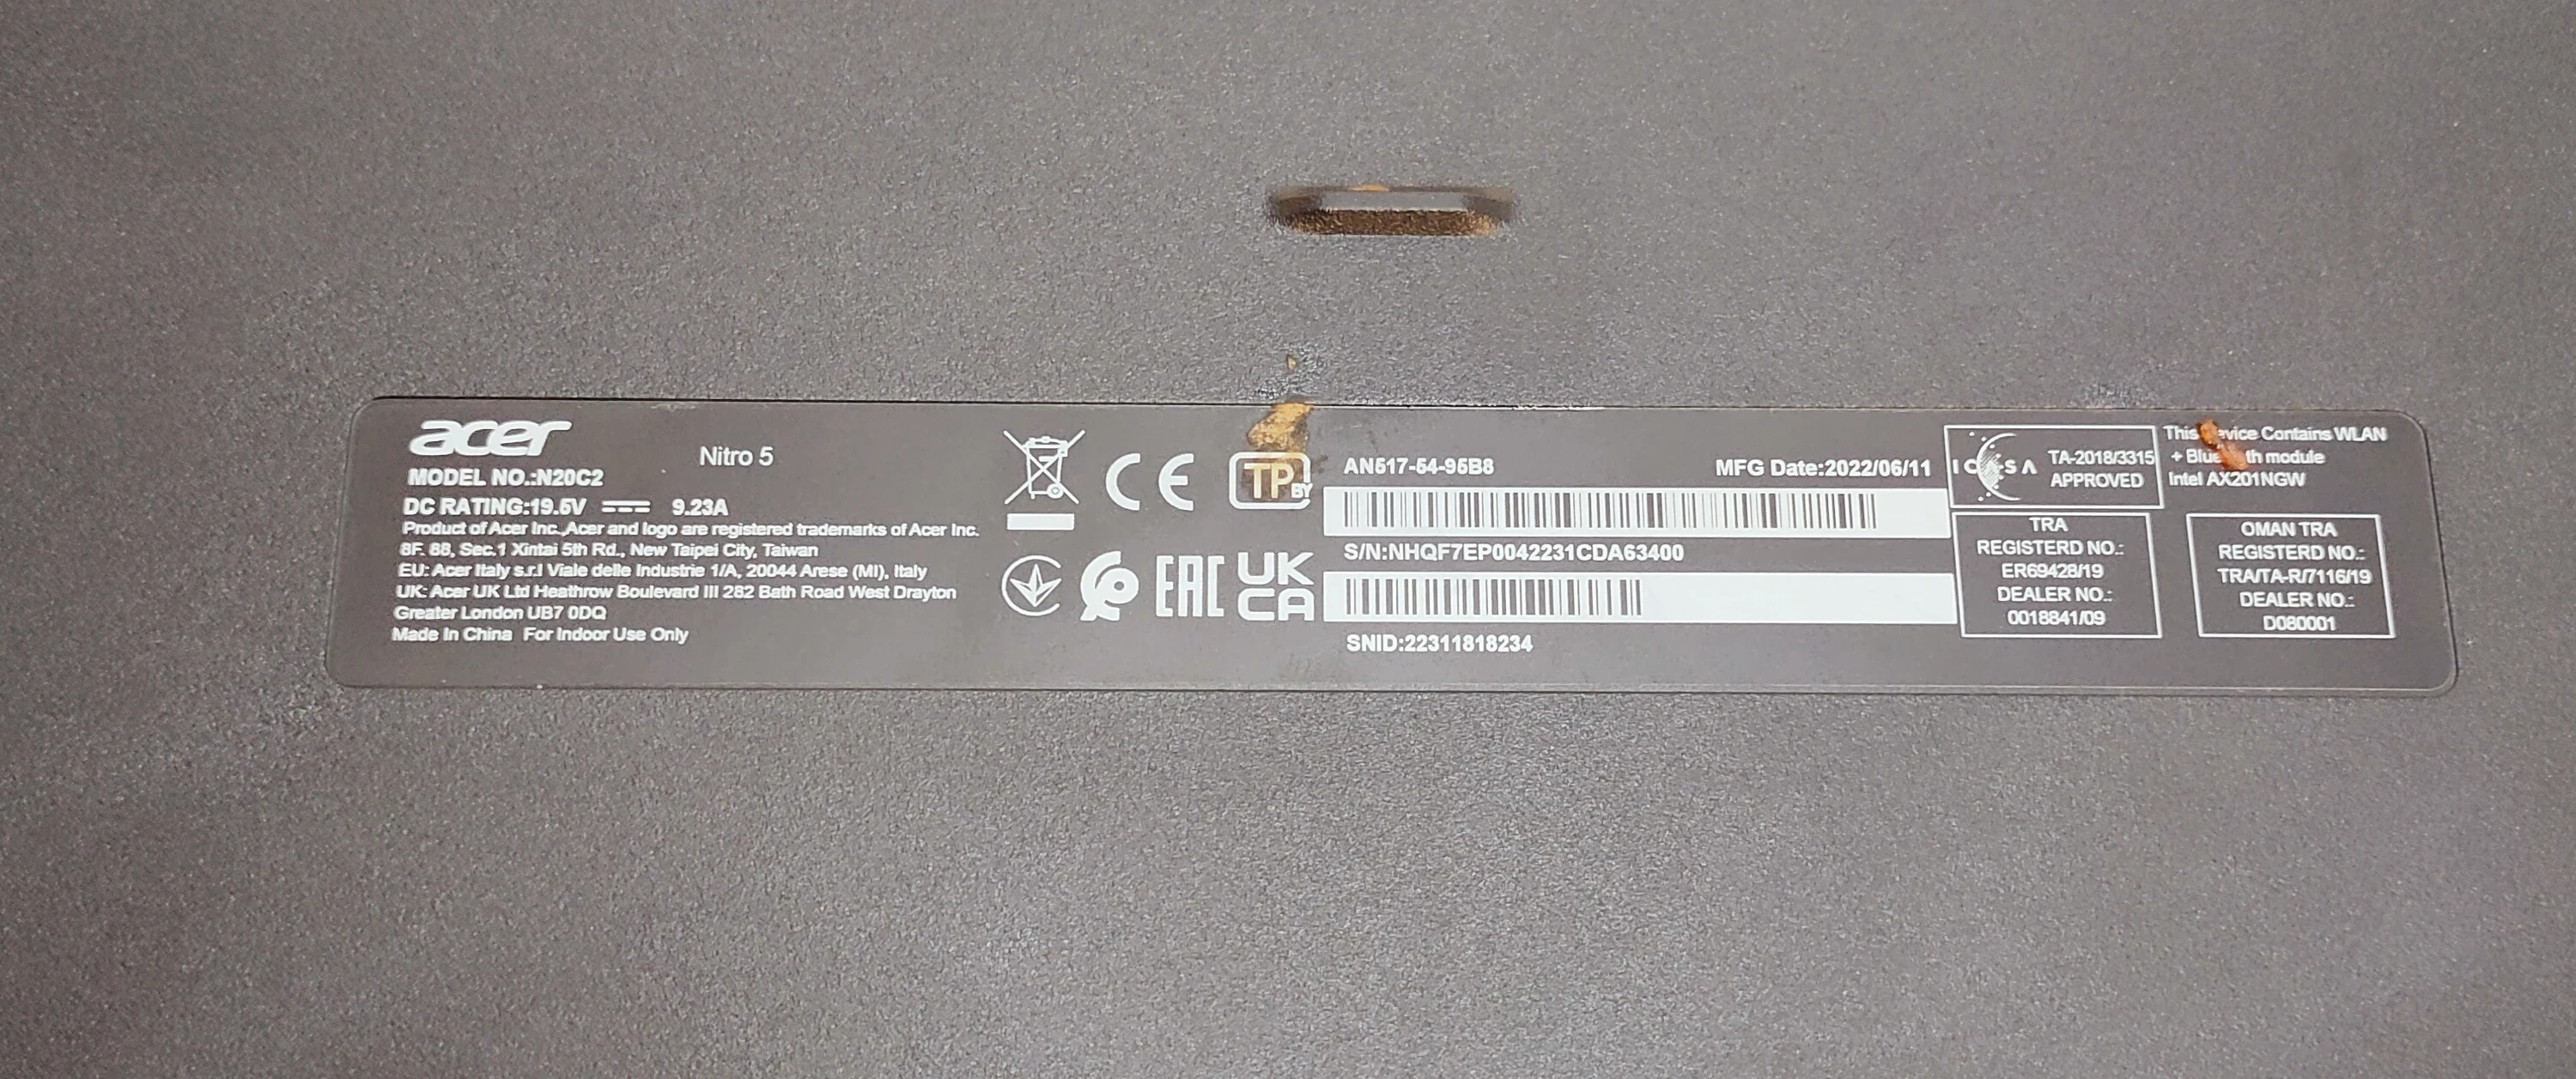 acer
Nitro 5
MODEL NO.:N20C2
DC RATING:19.5V 9.23A
Product of Acer Inc.,Acer and logo are registered trademarks of Acer Inc.
8F. 88, Sec.1 Xintai 5th Rd., New Taipei City, Taiwan
EU: Acer Italy s.r.l Viale delle Industrie 1/A, 20044 Arese (MI), Italy
UK: Acer UK Ltd Heathrow Boulevard III 282 Bath Road West Drayton
Greater London UB7 0DQ
Made In China For Indoor Use Only
CE
TP BY
EAC
UK
CA
AN517-54-95B8
MFG Date:2022/06/11
S/N:NHQF7EP0042231CDA63400
SNID:22311818234
ICASA
TA-2018/3315
APPROVED
TRA
REGISTERD NO.:
ER69428/19
DEALER NO.:
0018841/09
This Contains WLAN
+ module
Intel AX201NGW
OMAN TRA
REGISTERD NO.:
TRA/TA-R/7116/19
DEALER NO.:
D080001